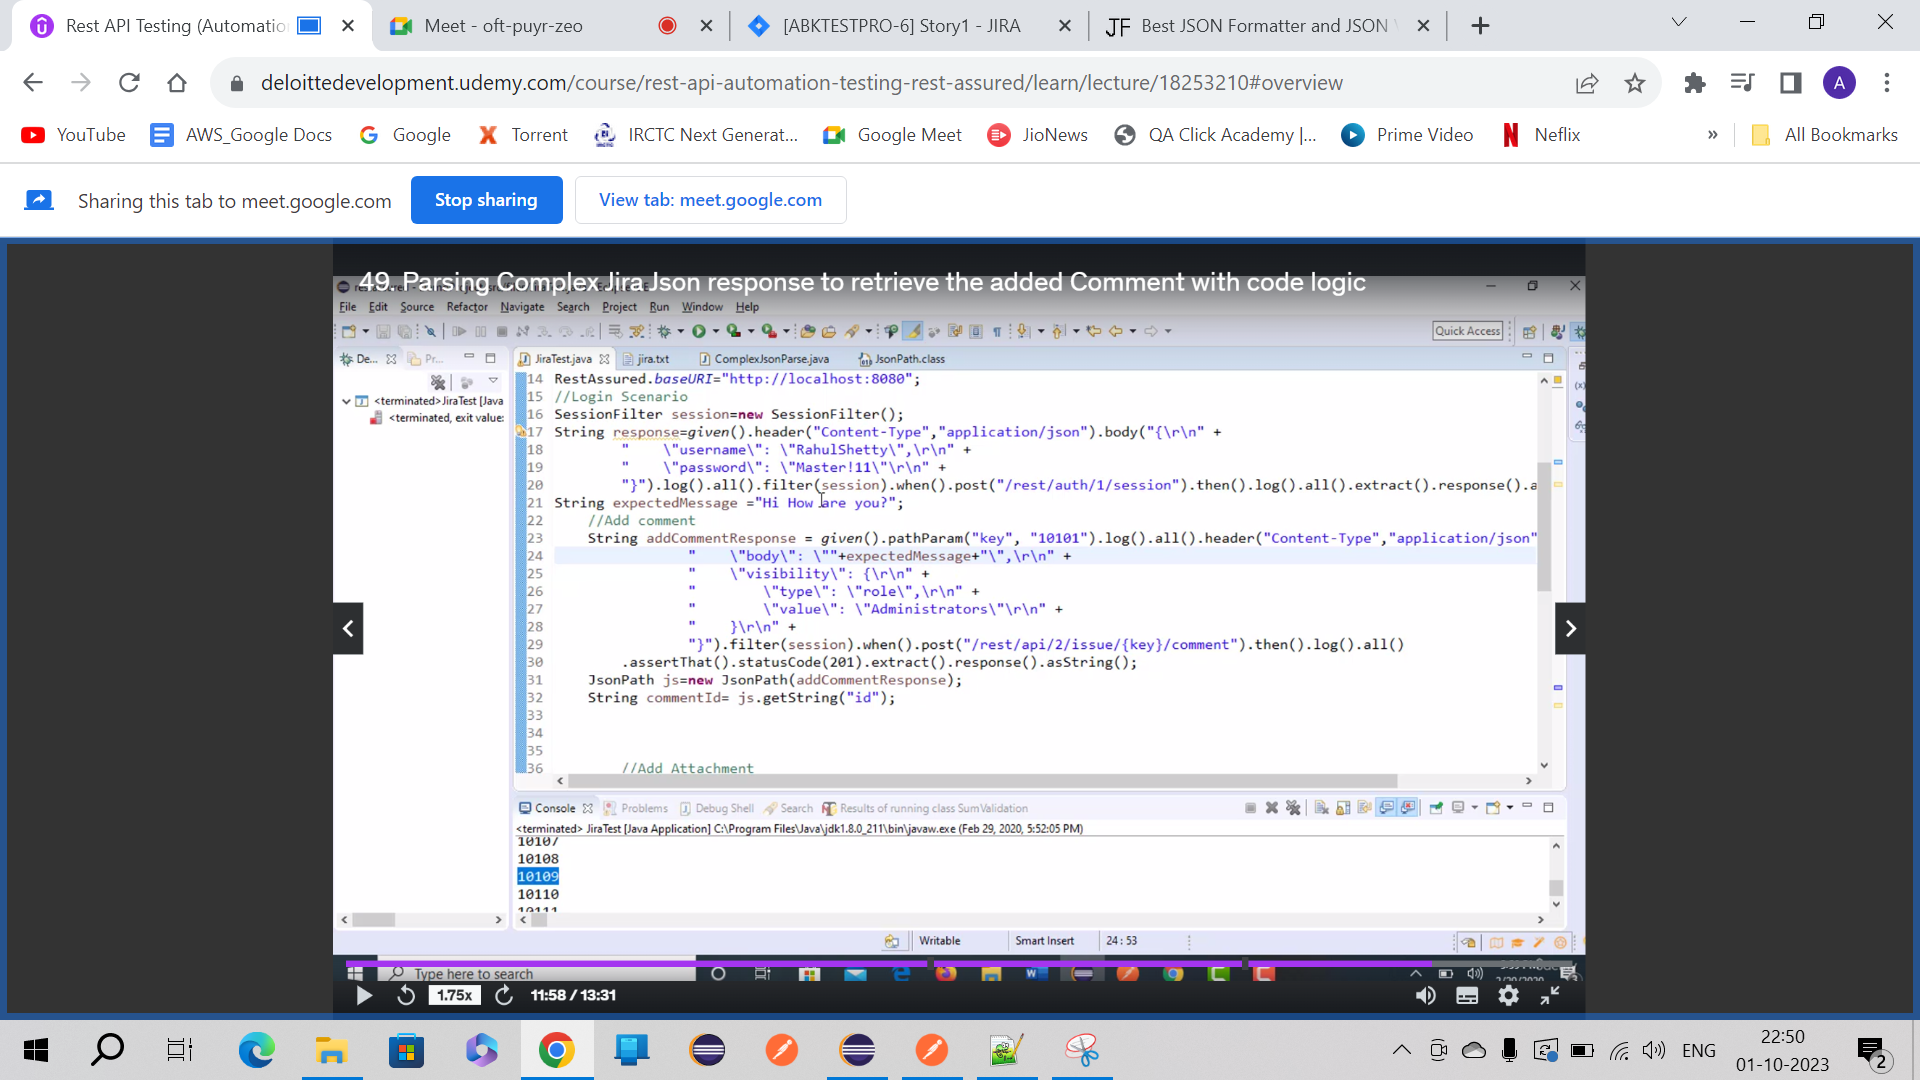 Rest API Testing (Automatio
Meet - oft-puyr-zeo
[ABKTESTPRO-6] Story1 - JIRA
JF Best JSON Formatter and JSON V
deloittedevelopment.udemy.com/course/rest-api-automation-testing-rest-assured/learn/lecture/18253210#overview
A
YouTube AWS_Google Docs Google Torrent IRCTC Next Generat... Google Meet JioNews QA Click Academy |... Prime Video Neflix » All Bookmarks
Sharing this tab to meet.google.com Stop sharing View tab: meet.google.com
49. Parsing Complex Jira Json response to retrieve the added Comment with code logic
File Edit Source Refactor Navigate Search Project Run Window Help
Quick Access
De... Pr... JiraTest.java jira.txt ComplexJsonParse.java JsonPath.class
<terminated>JiraTest [Java
<terminated, exit value:
14 RestAssured.baseURI="http://localhost:8080";
15 //Login Scenario
16 SessionFilter session=new SessionFilter();
17 String response=given().header("Content-Type","application/json").body("{\r\n" +
18 " \"username\": \"RahulShetty\",\r\n" +
19 " \"password\": \"Master!11\"\r\n" +
20 "}").log().all().filter(session).when().post("/rest/auth/1/session").then().log().all().extract().response().a
21 String expectedMessage ="Hi How are you?";
22 //Add comment
23 String addCommentResponse = given().pathParam("key", "10101").log().all().header("Content-Type","application/json"
24 " \"body\": \""+expectedMessage+"\",\r\n" +
25 " \"visibility\": {\r\n" +
26 " \"type\": \"role\",\r\n" +
27 " \"value\": \"Administrators\"\r\n" +
28 " }\r\n" +
29 "}").filter(session).when().post("/rest/api/2/issue/{key}/comment").then().log().all()
30 .assertThat().statusCode(201).extract().response().asString();
31 JsonPath js=new JsonPath(addCommentResponse);
32 String commentId= js.getString("id");
33
34
35
36 //Add Attachment
Console Problems Debug Shell Search Results of running class SumValidation
<terminated> JiraTest [Java Application] C:\Program Files\Java\jdk1.8.0_211\bin\javaw.exe (Feb 29, 2020, 5:52:05 PM)
10107
10108
10109
10110
10111
Writable Smart Insert 24 : 53
Type here to search
1.75x 11:58 / 13:31
ENG
22:50
01-10-2023
2